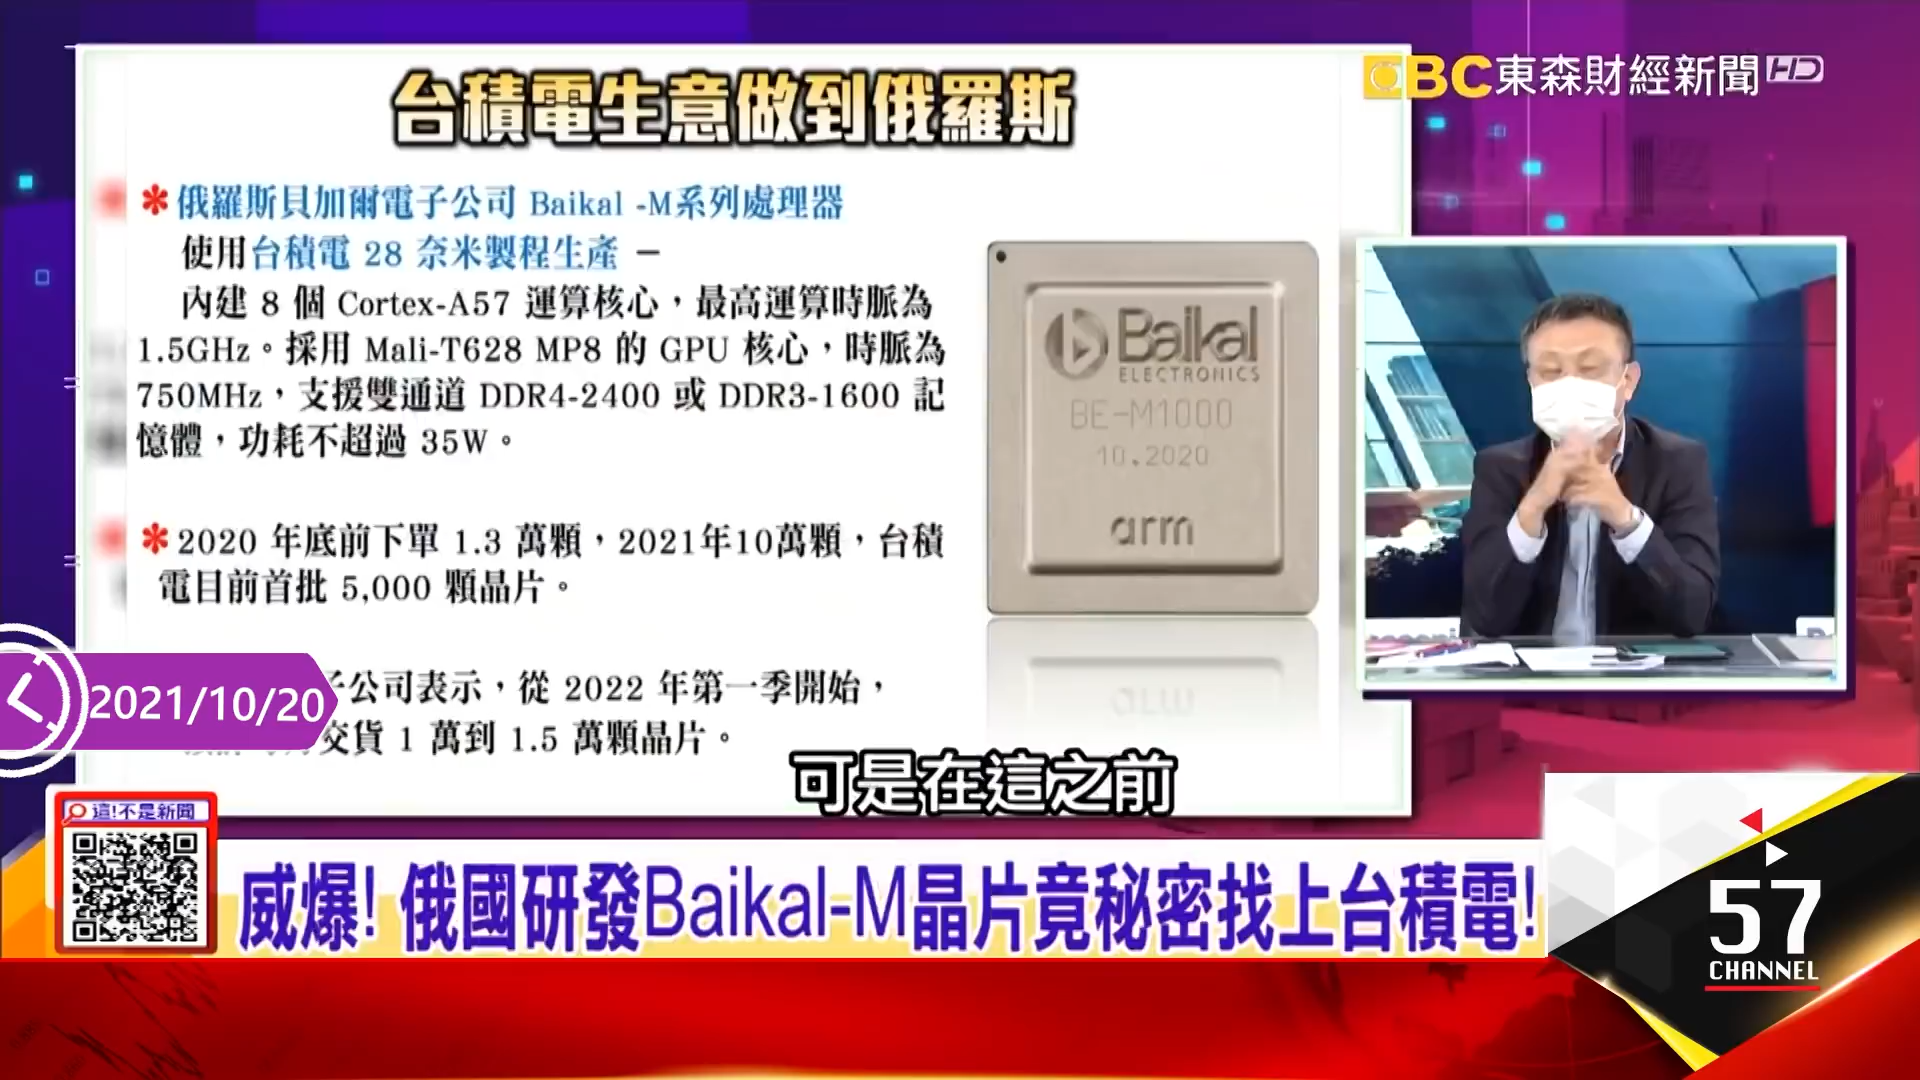 台積電生意做到俄羅斯
EBC東森財經新聞HD
*俄羅斯貝加爾電子公司 Baikal -M系列處理器
使用台積電 28 奈米製程生產 –
內建 8 個 Cortex-A57 運算核心，最高運算時脈為
1.5GHz。採用 Mali-T628 MP8 的 GPU 核心，時脈為
750MHz，支援雙通道 DDR4-2400 或 DDR3-1600 記
憶體，功耗不超過 35W。
*2020 年底前下單 1.3 萬顆，2021年10萬顆，台積
電目前首批 5,000 顆晶片。
子公司表示，從 2022 年第一季開始，
交貨 1 萬到 1.5 萬顆晶片。
Baikal
ELECTRONICS
BE-M1000
10.2020
arm
2021/10/20
可是在這之前
這!不是新聞
威爆! 俄國研發Baikal-M晶片竟秘密找上台積電!
57
CHANNEL